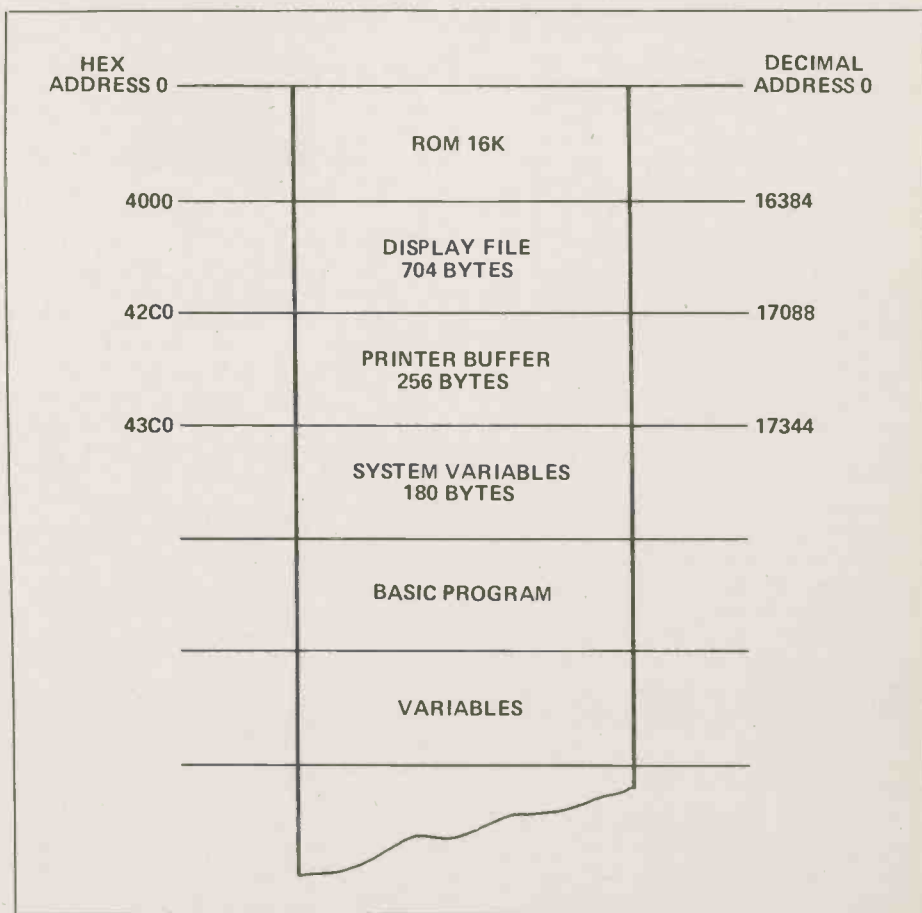 HEX
ADDRESS 0
DECIMAL
ADDRESS 0
ROM 16K
4000
16384
DISPLAY FILE
704 BYTES
42C0
17088
PRINTER BUFFER
256 BYTES
43C0
17344
SYSTEM VARIABLES
180 BYTES
BASIC PROGRAM
VARIABLES